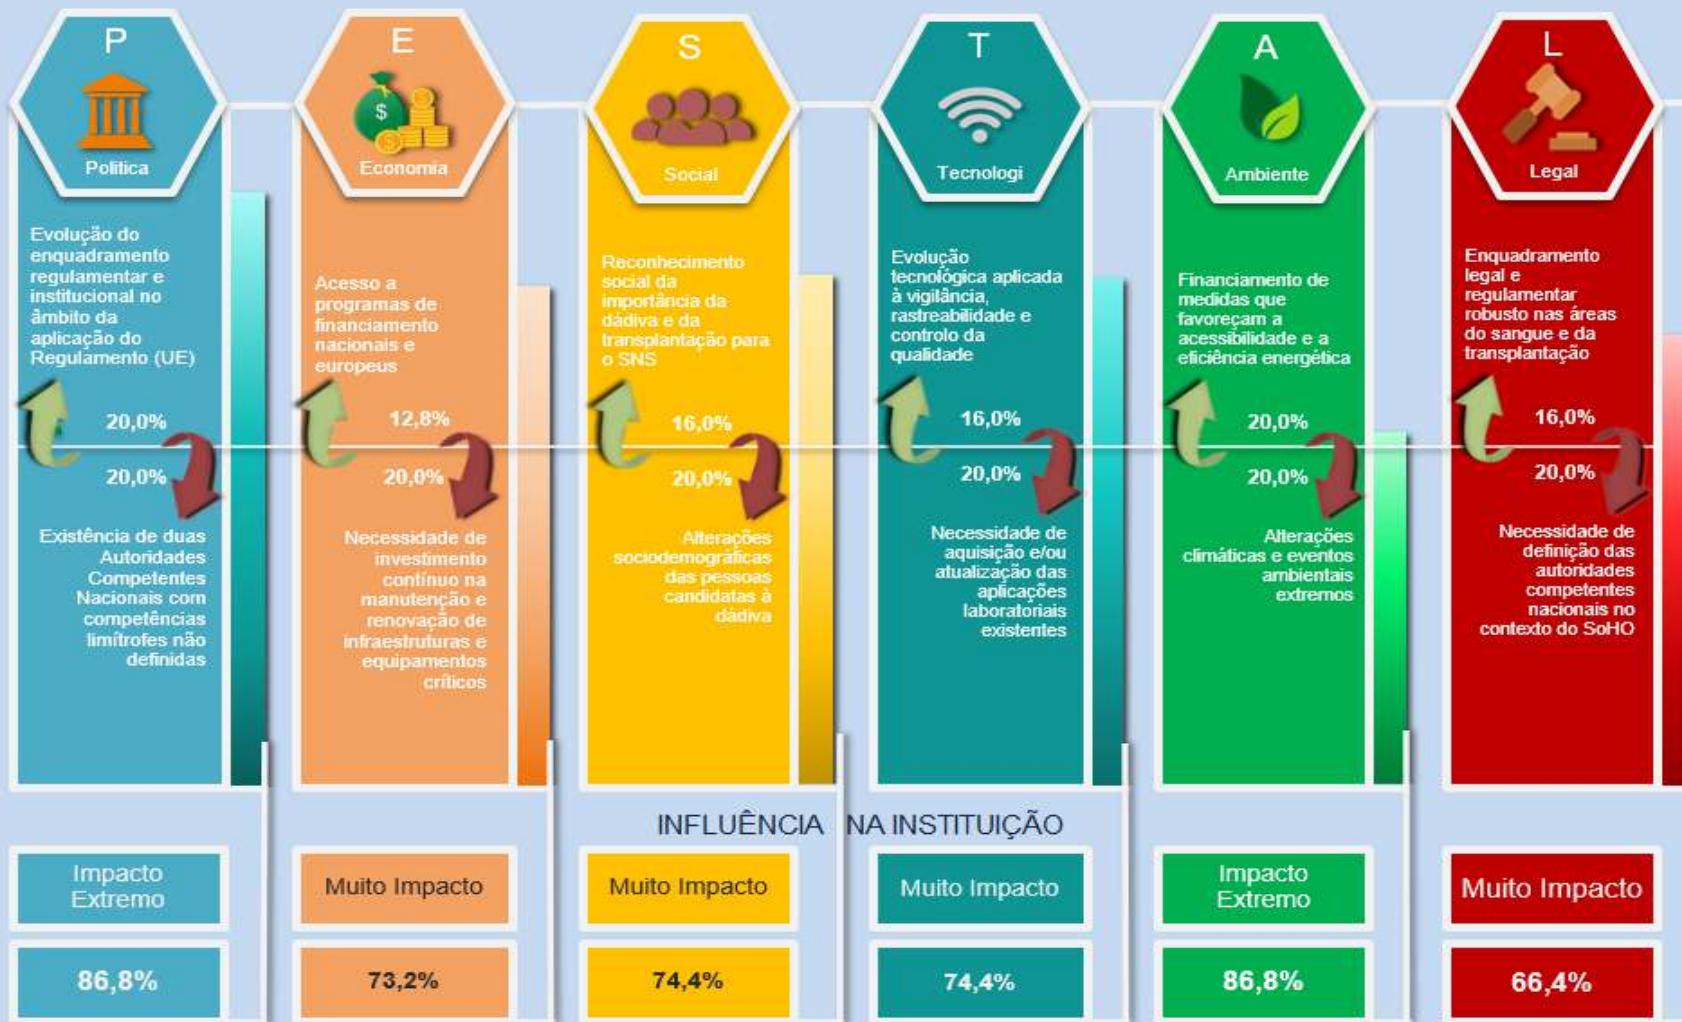 P
Política
Evolução do
enquadramento
regulamentar e
institucional no
âmbito da
aplicação do
Regulamento (UE)
20,0%
20,0%
Existência de duas
Autoridades
Competentes
Nacionais com
competências
limítrofes não
definidas
E
$
$
$
Economia
Acesso a
programas de
financiamento
nacionais e
europeus
12,8%
20,0%
Necessidade de
investimento
contínuo na
manutenção e
renovação de
infraestruturas e
equipamentos
críticos
S
Social
Reconhecimento
social da
importância da
dádiva e da
transplantação para
o SNS
16,0%
20,0%
Alterações
sociodemográficas
das pessoas
candidatas à
dádiva
T
Tecnologi
Evolução
tecnológica aplicada
à vigilância,
rastreabilidade e
controlo da
qualidade
16,0%
20,0%
Necessidade de
aquisição e/ou
atualização das
aplicações
laboratoriais
existentes
A
Ambiente
Financiamento de
medidas que
favoreçam a
acessibilidade e a
eficiência energética
20,0%
20,0%
Alterações
climáticas e eventos
ambientais
extremos
L
Legal
Enquadramento
legal e
regulamentar
robusto nas áreas
do sangue e da
transplantação
16,0%
20,0%
Necessidade de
definição das
autoridades
competentes
nacionais no
contexto do SoHO
INFLUÊNCIA NA INSTITUIÇÃO
Impacto
Extremo
Muito Impacto
Muito Impacto
Muito Impacto
Impacto
Extremo
Muito Impacto
86,8%
73,2%
74,4%
74,4%
86,8%
66,4%